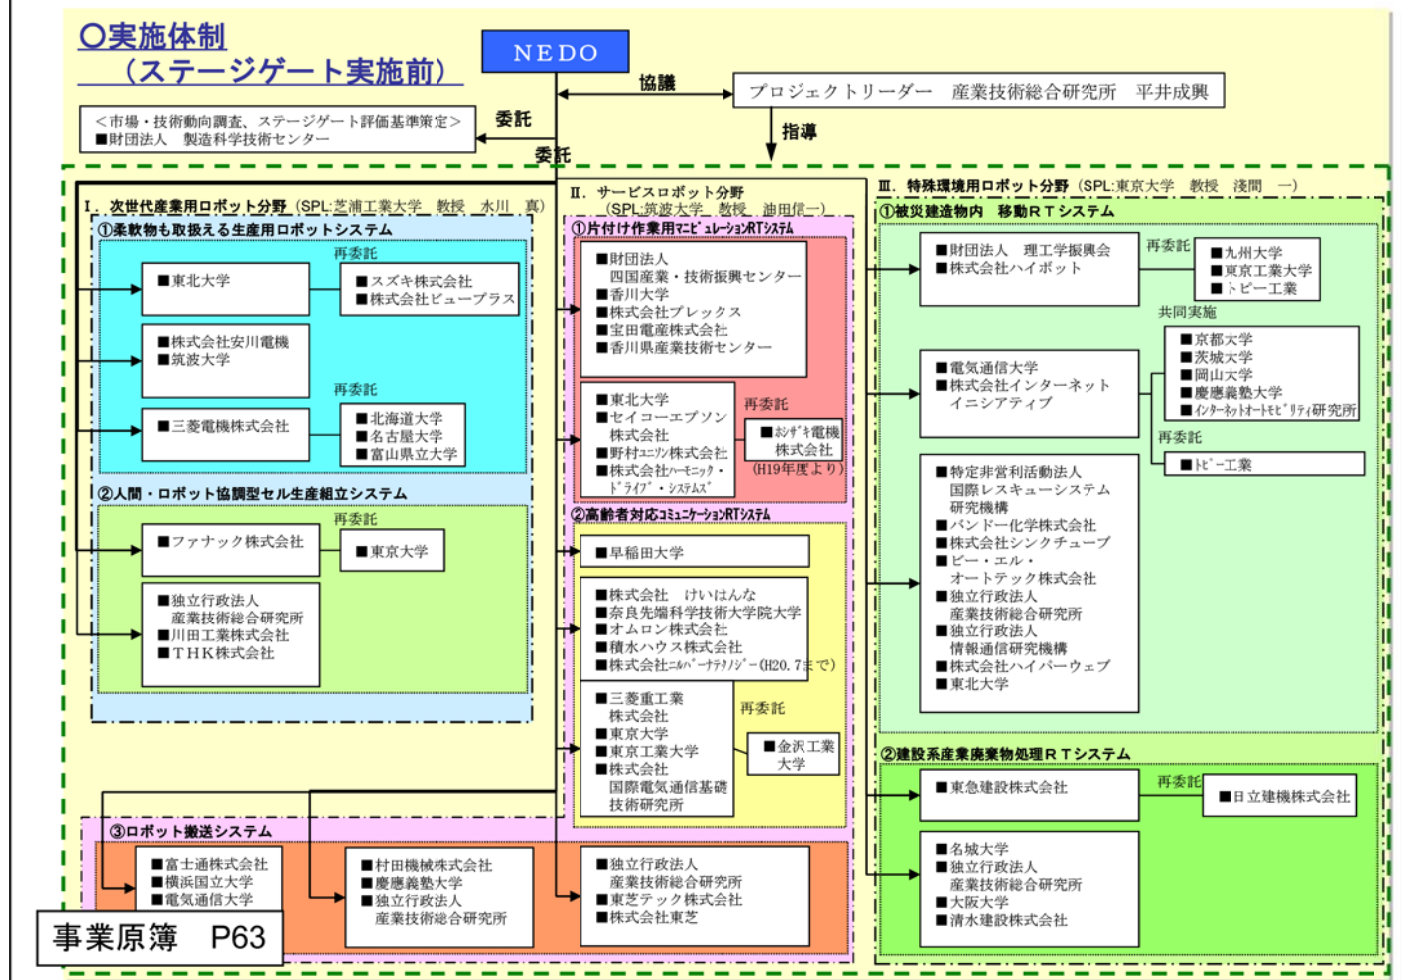 〇実施体制
（ステージゲート実施前）
NEDO
協議
プロジェクトリーダー　産業技術総合研究所　平井成興
＜市場・技術動向調査、ステージゲート評価基準策定＞
■財団法人　製造科学技術センター
委託
指導
委託
Ⅰ．次世代産業用ロボット分野（SPL:芝浦工業大学　教授　水川　真）
①柔軟物も取扱える生産用ロボットシステム
■東北大学
再委託
■スズキ株式会社
■株式会社ビュープラス
■株式会社安川電機
■筑波大学
■三菱電機株式会社
再委託
■北海道大学
■名古屋大学
■富山県立大学
②人間・ロボット協調型セル生産組立システム
■ファナック株式会社
再委託
■東京大学
■独立行政法人
産業技術総合研究所
■川田工業株式会社
■ＴＨＫ株式会社
Ⅱ．サービスロボット分野
（SPL:筑波大学　教授　油田信一）
①片付け作業用ﾏﾆﾋﾟｭﾚｰｼｮﾝRTｼｽﾃﾑ
■財団法人
四国産業・技術振興センター
■香川大学
■株式会社プレックス
■宝田電産株式会社
■香川県産業技術センター
■東北大学
■セイコーエプソン
株式会社
■野村ﾕﾆｿﾝ株式会社
■株式会社ﾊｰﾓﾆｯｸ・
ﾄﾞﾗｲﾌﾞ・ｼｽﾃﾑｽﾞ
再委託
■ﾎｼｻﾞｷ電機
株式会社
(H19年度より)
②高齢者対応ｺﾐｭﾆｹｰｼｮﾝRTｼｽﾃﾑ
■早稲田大学
■株式会社　けいはんな
■奈良先端科学技術大学院大学
■オムロン株式会社
■積水ハウス株式会社
■株式会社ﾆﾙﾊﾞｰﾅﾃｸﾉｼﾞｰ(H20.7まで)
■三菱重工業
株式会社
■東京大学
■東京工業大学
■株式会社
国際電気通信基礎
技術研究所
再委託
■金沢工業
大学
③ロボット搬送システム
■富士通株式会社
■横浜国立大学
■電気通信大学
■村田機械株式会社
■慶應義塾大学
■独立行政法人
産業技術総合研究所
■独立行政法人
産業技術総合研究所
■東芝テック株式会社
■株式会社東芝
Ⅲ．特殊環境用ロボット分野（SPL:東京大学　教授　淺間　一）
①被災建造物内　移動ＲＴシステム
■財団法人　理工学振興会
■株式会社ハイボット
再委託
■九州大学
■東京工業大学
■トピー工業
■電気通信大学
■株式会社インターネット
イニシアティブ
共同実施
■京都大学
■茨城大学
■岡山大学
■慶應義塾大学
■ｲﾝﾀｰﾈｯﾄｵｰﾄﾓﾋﾞﾘﾃｨ研究所
再委託
■ﾄﾋﾟｰ工業
■特定非営利活動法人
国際レスキューシステム
研究機構
■バンドー化学株式会社
■株式会社シンクチューブ
■ビー・エル・
オートテック株式会社
■独立行政法人
産業技術総合研究所
■独立行政法人
情報通信研究機構
■株式会社ハイパーウェブ
■東北大学
②建設系産業廃棄物処理ＲＴシステム
■東急建設株式会社
再委託
■日立建機株式会社
■名城大学
■独立行政法人
産業技術総合研究所
■大阪大学
■清水建設株式会社
事業原簿　P63